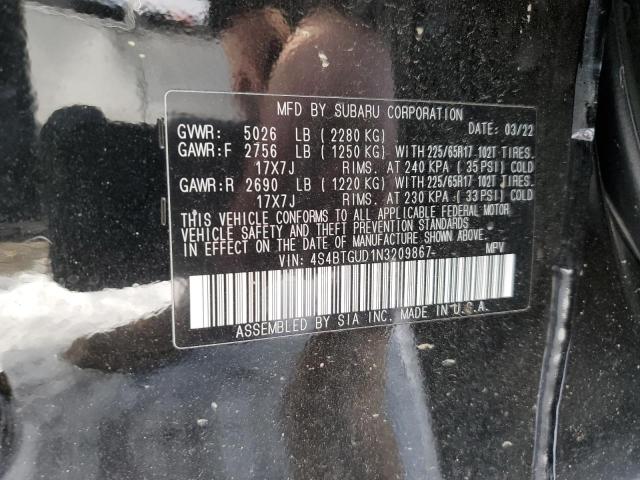 MFD BY SUBARU CORPORATION
GVWR: 5026 LB (2280 KG) DATE: 03/22
GAWR:F 2756 LB (1250 KG) WITH 225/65R17 102T TIRES.
17X7J RIMS. AT 240 KPA (35 PSI) COLD
GAWR:R 2690 LB (1220 KG) WITH 225/65R17 102T TIRES.
17X7J RIMS. AT 230 KPA (33 PSI) COLD
THIS VEHICLE CONFORMS TO ALL APPLICABLE FEDERAL MOTOR
VEHICLE SAFETY AND THEFT PREVENTION STANDARDS
IN EFFECT ON THE DATE OF MANUFACTURE SHOWN ABOVE.
VIN: 4S4BTGUD1N3209867- MPV
ASSEMBLED BY SIA INC. MADE IN U.S.A.